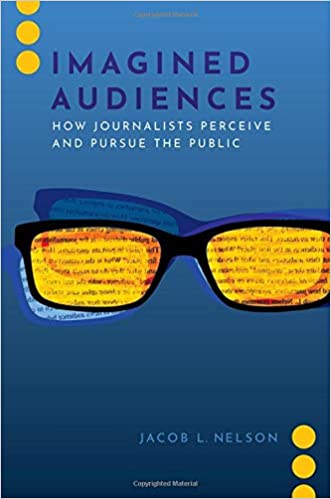 IMAGINED
AUDIENCES
HOW JOURNALISTS PERCEIVE
AND PURSUE THE PUBLIC
JACOB L. NELSON